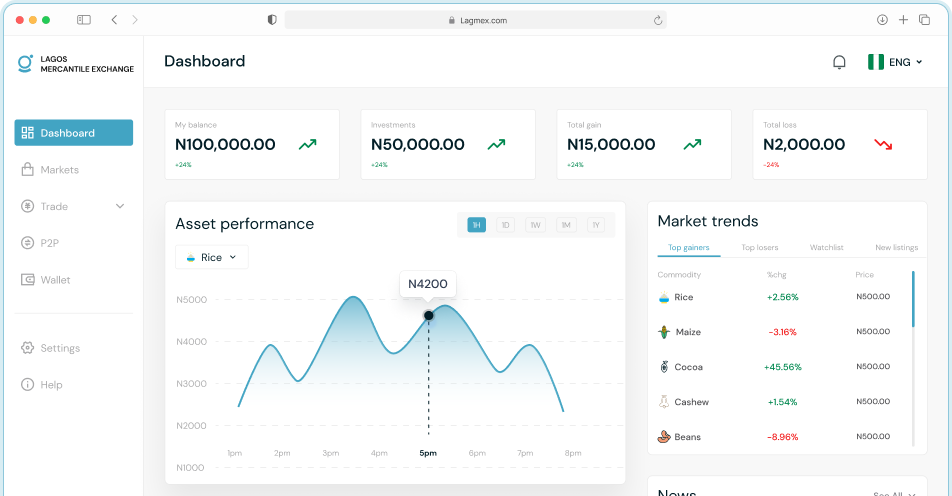 Lagmex.com
LAGOS
MERCANTILE EXCHANGE
Dashboard
ENG
Dashboard
Markets
Trade
P2P
Wallet
Settings
Help
My balance
N100,000.00
+24%
Investments
N50,000.00
+24%
Total gain
N15,000.00
+24%
Total loss
N2,000.00
-24%
Asset performance
1H 1D 1W 1M 1Y
Rice
N4200
N5000
N4000
N3000
N2000
N1000
1pm 2pm 3pm 4pm 5pm 6pm 7pm 8pm
Market trends
Top gainers Top losers Watchlist New listings
Commodity %chg Price
Rice +2.56% N500.00
Maize -3.16% N500.00
Cocoa +45.56% N500.00
Cashew +1.54% N500.00
Beans -8.96% N500.00
News See All